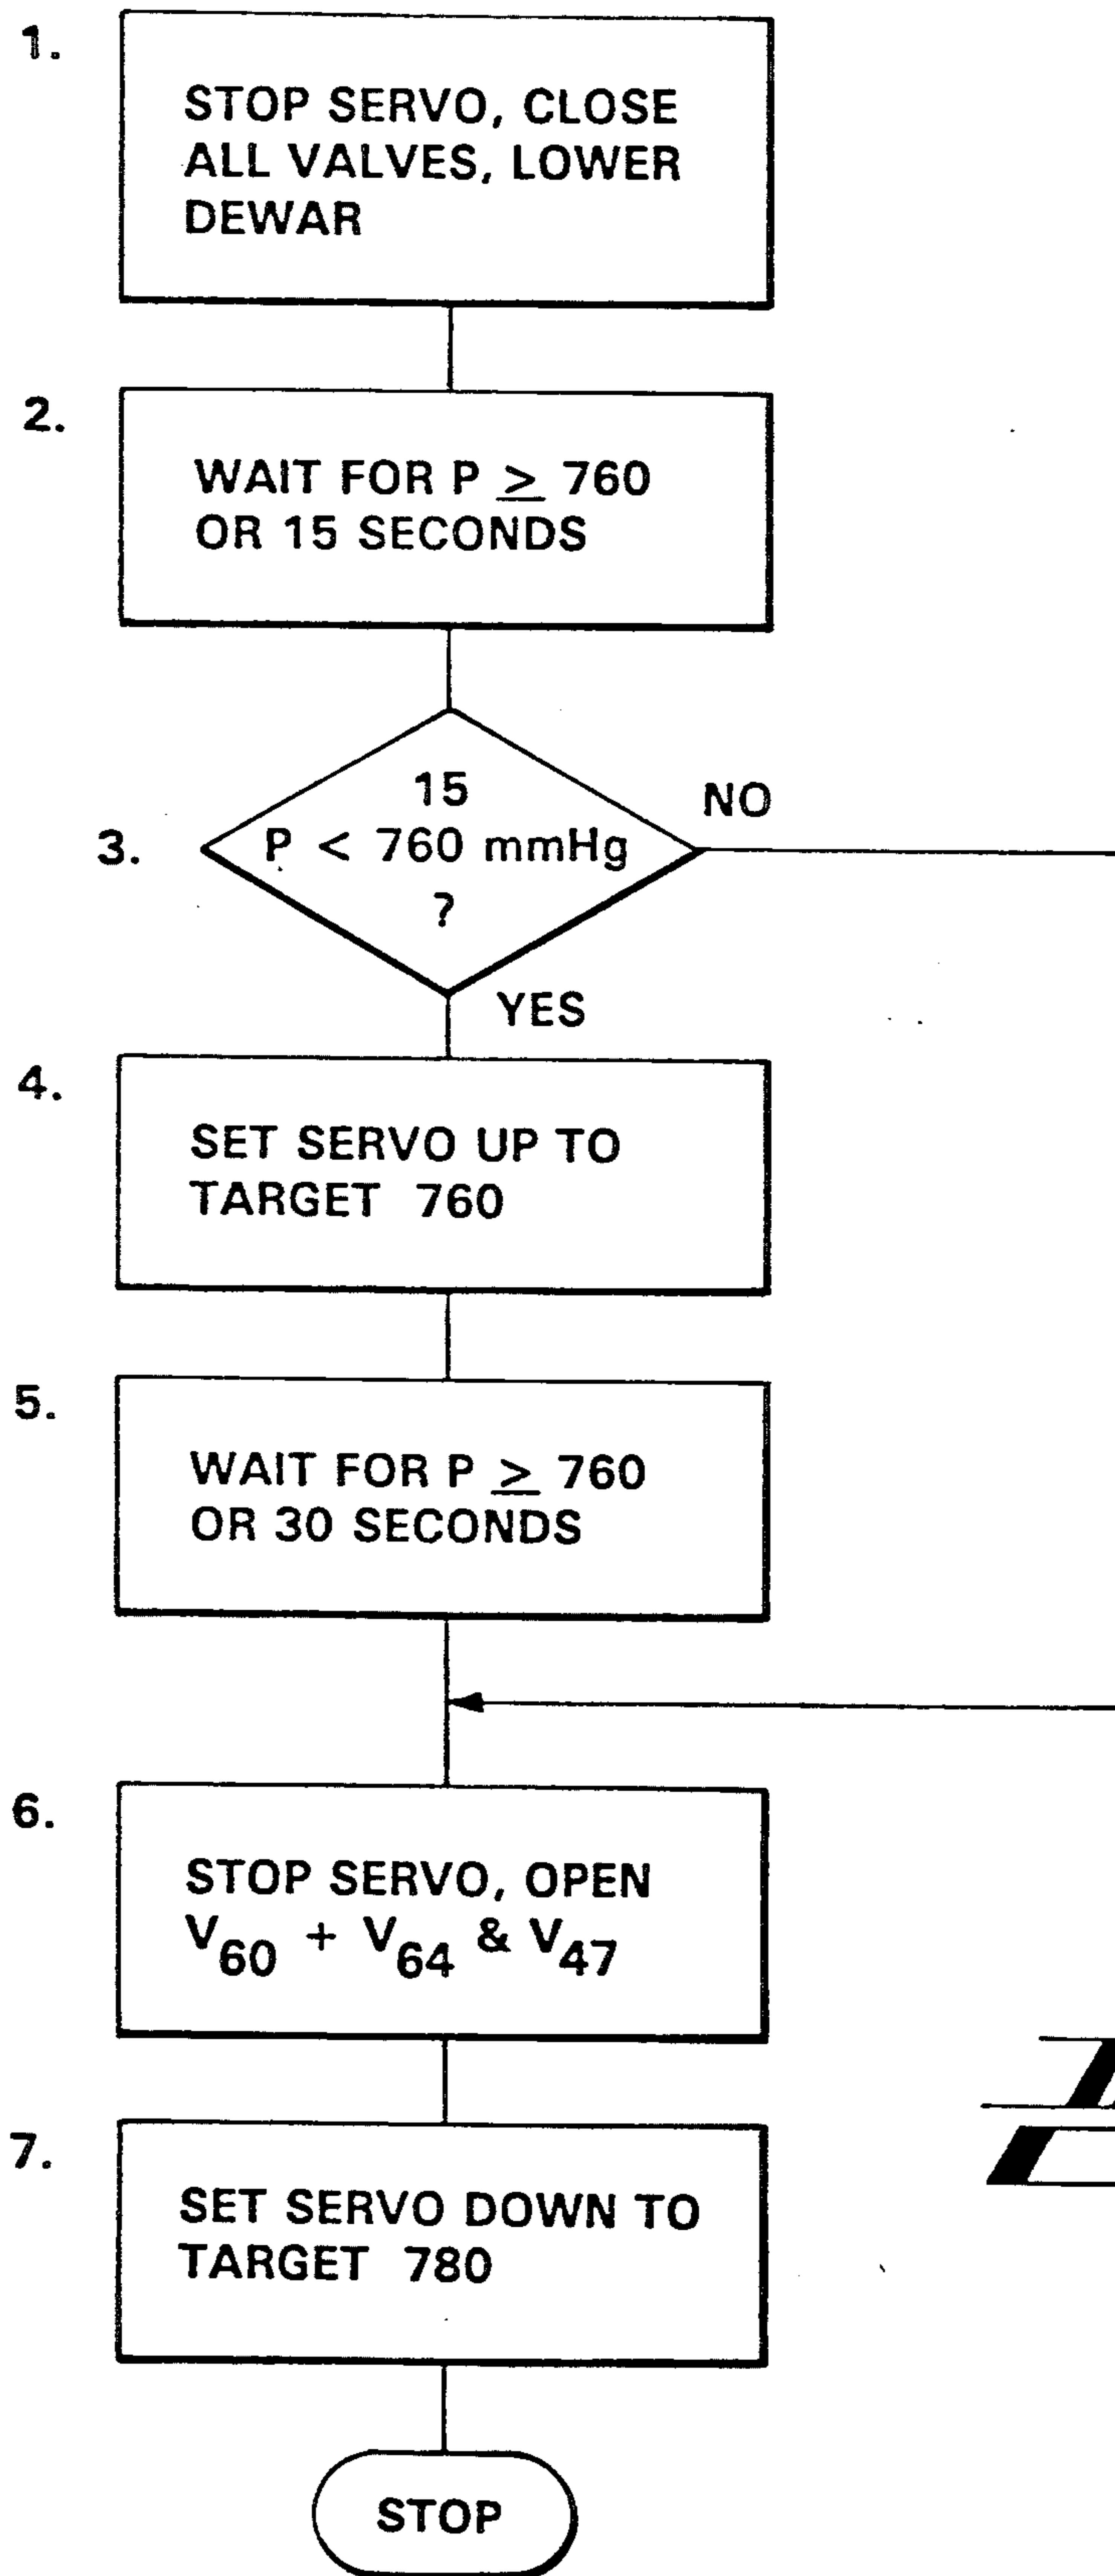 1.
STOP SERVO, CLOSE
ALL VALVES, LOWER
DEWAR
2.
WAIT FOR P ≥ 760
OR 15 SECONDS
15
3.
P < 760 mmHg
?
NO
YES
4.
SET SERVO UP TO
TARGET 760
5.
WAIT FOR P ≥ 760
OR 30 SECONDS
6.
STOP SERVO, OPEN
V60 + V64 & V47
7.
SET SERVO DOWN TO
TARGET 780
STOP